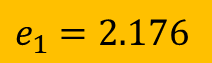 e₁ = 2.176